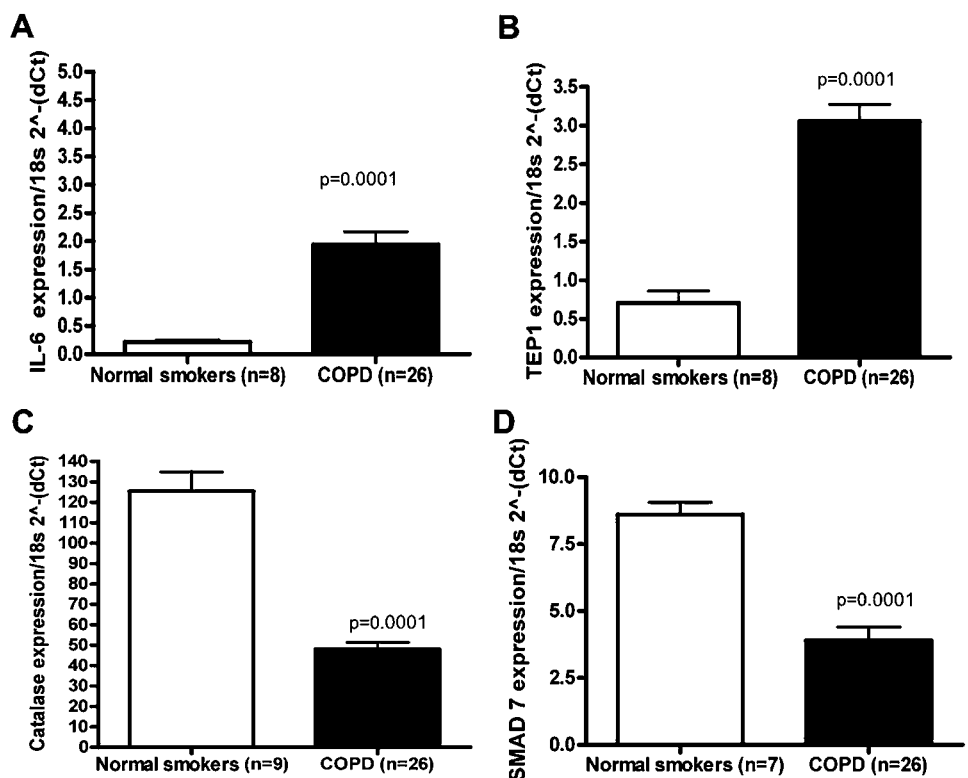 A
IL-6 expression/18s 2^-(dCt)
5.0
4.5
4.0
3.5
3.0
2.5
2.0
1.5
1.0
0.5
0.0
p=0.0001
Normal smokers (n=8)
COPD (n=26)
B
TEP1 expression/18s 2^-(dCt)
3.5
3.0
2.5
2.0
1.5
1.0
0.5
0.0
p=0.0001
Normal smokers (n=8)
COPD (n=26)
C
Catalase expression/18s 2^-(dCt)
140
130
120
110
100
90
80
70
60
50
40
30
20
10
0
p=0.0001
Normal smokers (n=9)
COPD (n=26)
D
SMAD 7 expression/18s 2^-(dCt)
10.0
7.5
5.0
2.5
0.0
p=0.0001
Normal smokers (n=7)
COPD (n=26)